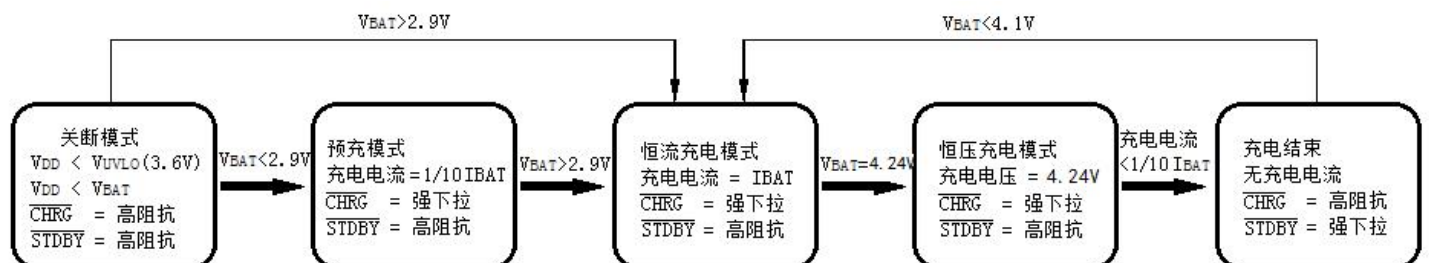 VBAT>2.9V
VBAT<4.1V
关断模式
VDD < VUVLO(3.6V)
VDD < VBAT
CHRG = 高阻抗
STDBY = 高阻抗
VBAT<2.9V
预充模式
充电电流=1/10IBAT
CHRG = 强下拉
STDBY = 高阻抗
VBAT>2.9V
恒流充电模式
充电电流 = IBAT
CHRG = 强下拉
STDBY = 高阻抗
VBAT=4.24V
恒压充电模式
充电电压 = 4.24V
CHRG = 强下拉
STDBY = 高阻抗
充电电流
<1/10IBAT
充电结束
无充电电流
CHRG = 高阻抗
STDBY = 强下拉